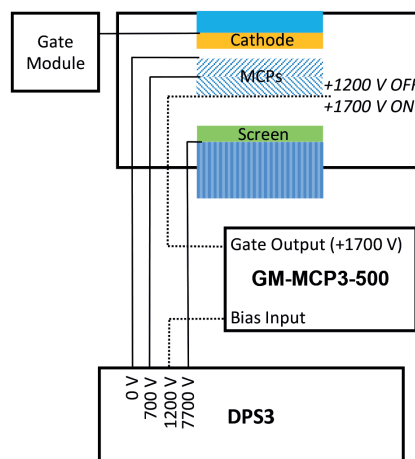 Gate
Module
Cathode
MCPs
+1200 V OFF
+1700 V ON
Screen
Gate Output (+1700 V)
GM-MCP3-500
Bias Input
0 V
700 V
1200 V
7700 V
DPS3